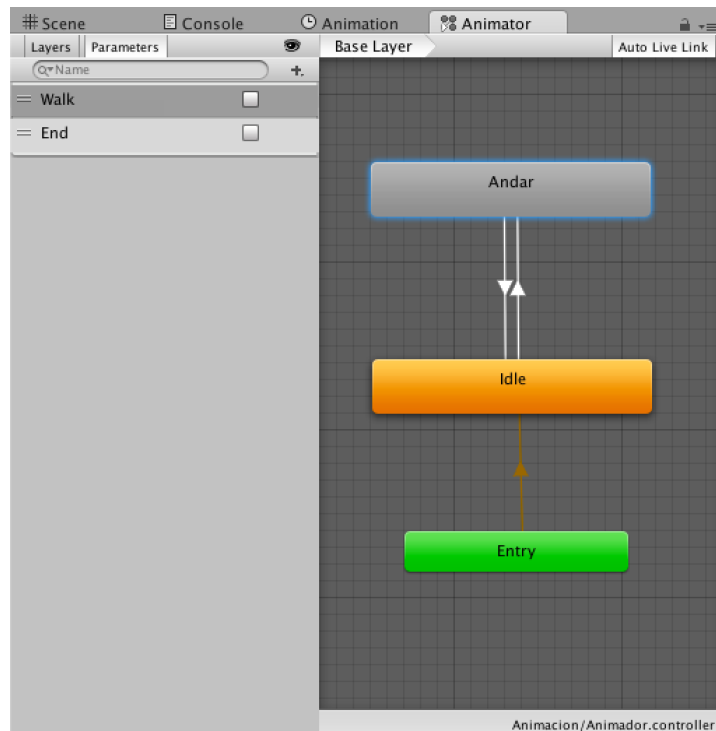 Scene Console Animation Animator
Layers Parameters Base Layer Auto Live Link
Name
Walk
End
Andar
Idle
Entry
Animacion/Animador.controller